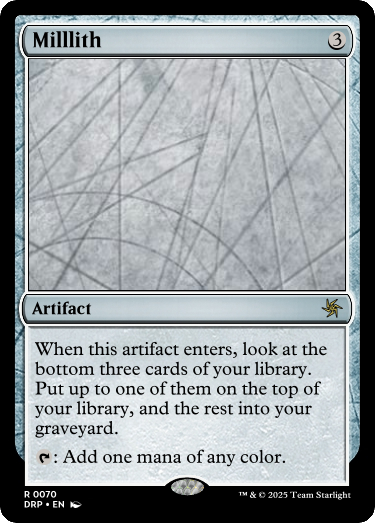 Milllith
3
Artifact
When this artifact enters, look at the
bottom three cards of your library.
Put up to one of them on the top of
your library, and the rest into your
graveyard.
: Add one mana of any color.
R 0070
DRP • EN
™ & © 2025 Team Starlight